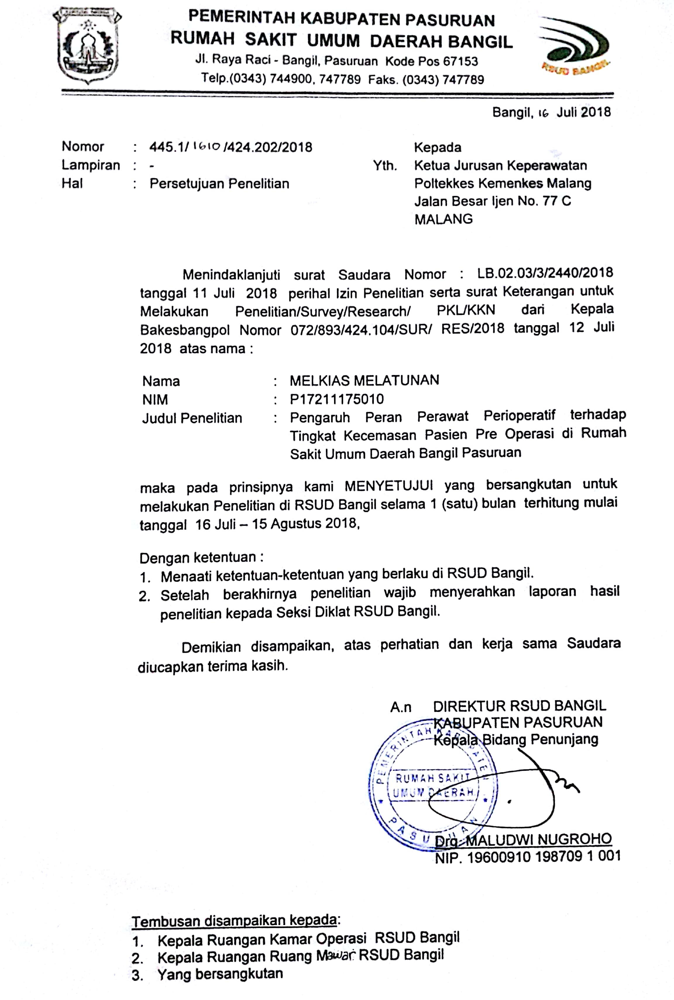 PEMERINTAH KABUPATEN PASURUAN
RUMAH SAKIT UMUM DAERAH BANGIL
Jl. Raya Raci - Bangil, Pasuruan Kode Pos 67153
Telp.(0343) 744900, 747789 Faks. (0343) 747789
RSUD BANGIL
Bangil, 16 Juli 2018
Nomor : 445.1/1610/424.202/2018
Lampiran : -
Hal : Persetujuan Penelitian
Kepada
Yth. Ketua Jurusan Keperawatan
Poltekkes Kemenkes Malang
Jalan Besar Ijen No. 77 C
MALANG
Menindaklanjuti surat Saudara Nomor : LB.02.03/3/2440/2018
tanggal 11 Juli 2018 perihal Izin Penelitian serta surat Keterangan untuk
Melakukan Penelitian/Survey/Research/ PKL/KKN dari Kepala
Bakesbangpol Nomor 072/893/424.104/SUR/ RES/2018 tanggal 12 Juli
2018 atas nama :
Nama : MELKIAS MELATUNAN
NIM : P17211175010
Judul Penelitian : Pengaruh Peran Perawat Perioperatif terhadap
Tingkat Kecemasan Pasien Pre Operasi di Rumah
Sakit Umum Daerah Bangil Pasuruan
maka pada prinsipnya kami MENYETUJUI yang bersangkutan untuk
melakukan Penelitian di RSUD Bangil selama 1 (satu) bulan terhitung mulai
tanggal 16 Juli – 15 Agustus 2018,
Dengan ketentuan :
1. Menaati ketentuan-ketentuan yang berlaku di RSUD Bangil.
2. Setelah berakhirnya penelitian wajib menyerahkan laporan hasil
penelitian kepada Seksi Diklat RSUD Bangil.
Demikian disampaikan, atas perhatian dan kerja sama Saudara
diucapkan terima kasih.
A.n DIREKTUR RSUD BANGIL
KABUPATEN PASURUAN
Kepala Bidang Penunjang
PEMERINTAH KABUPATEN
RUMAH SAKIT
UMUM DAERAH
PASURUAN
Drg. MALUDWI NUGROHO
NIP. 19600910 198709 1 001
Tembusan disampaikan kepada:
1. Kepala Ruangan Kamar Operasi RSUD Bangil
2. Kepala Ruangan Ruang Mawar RSUD Bangil
3. Yang bersangkutan